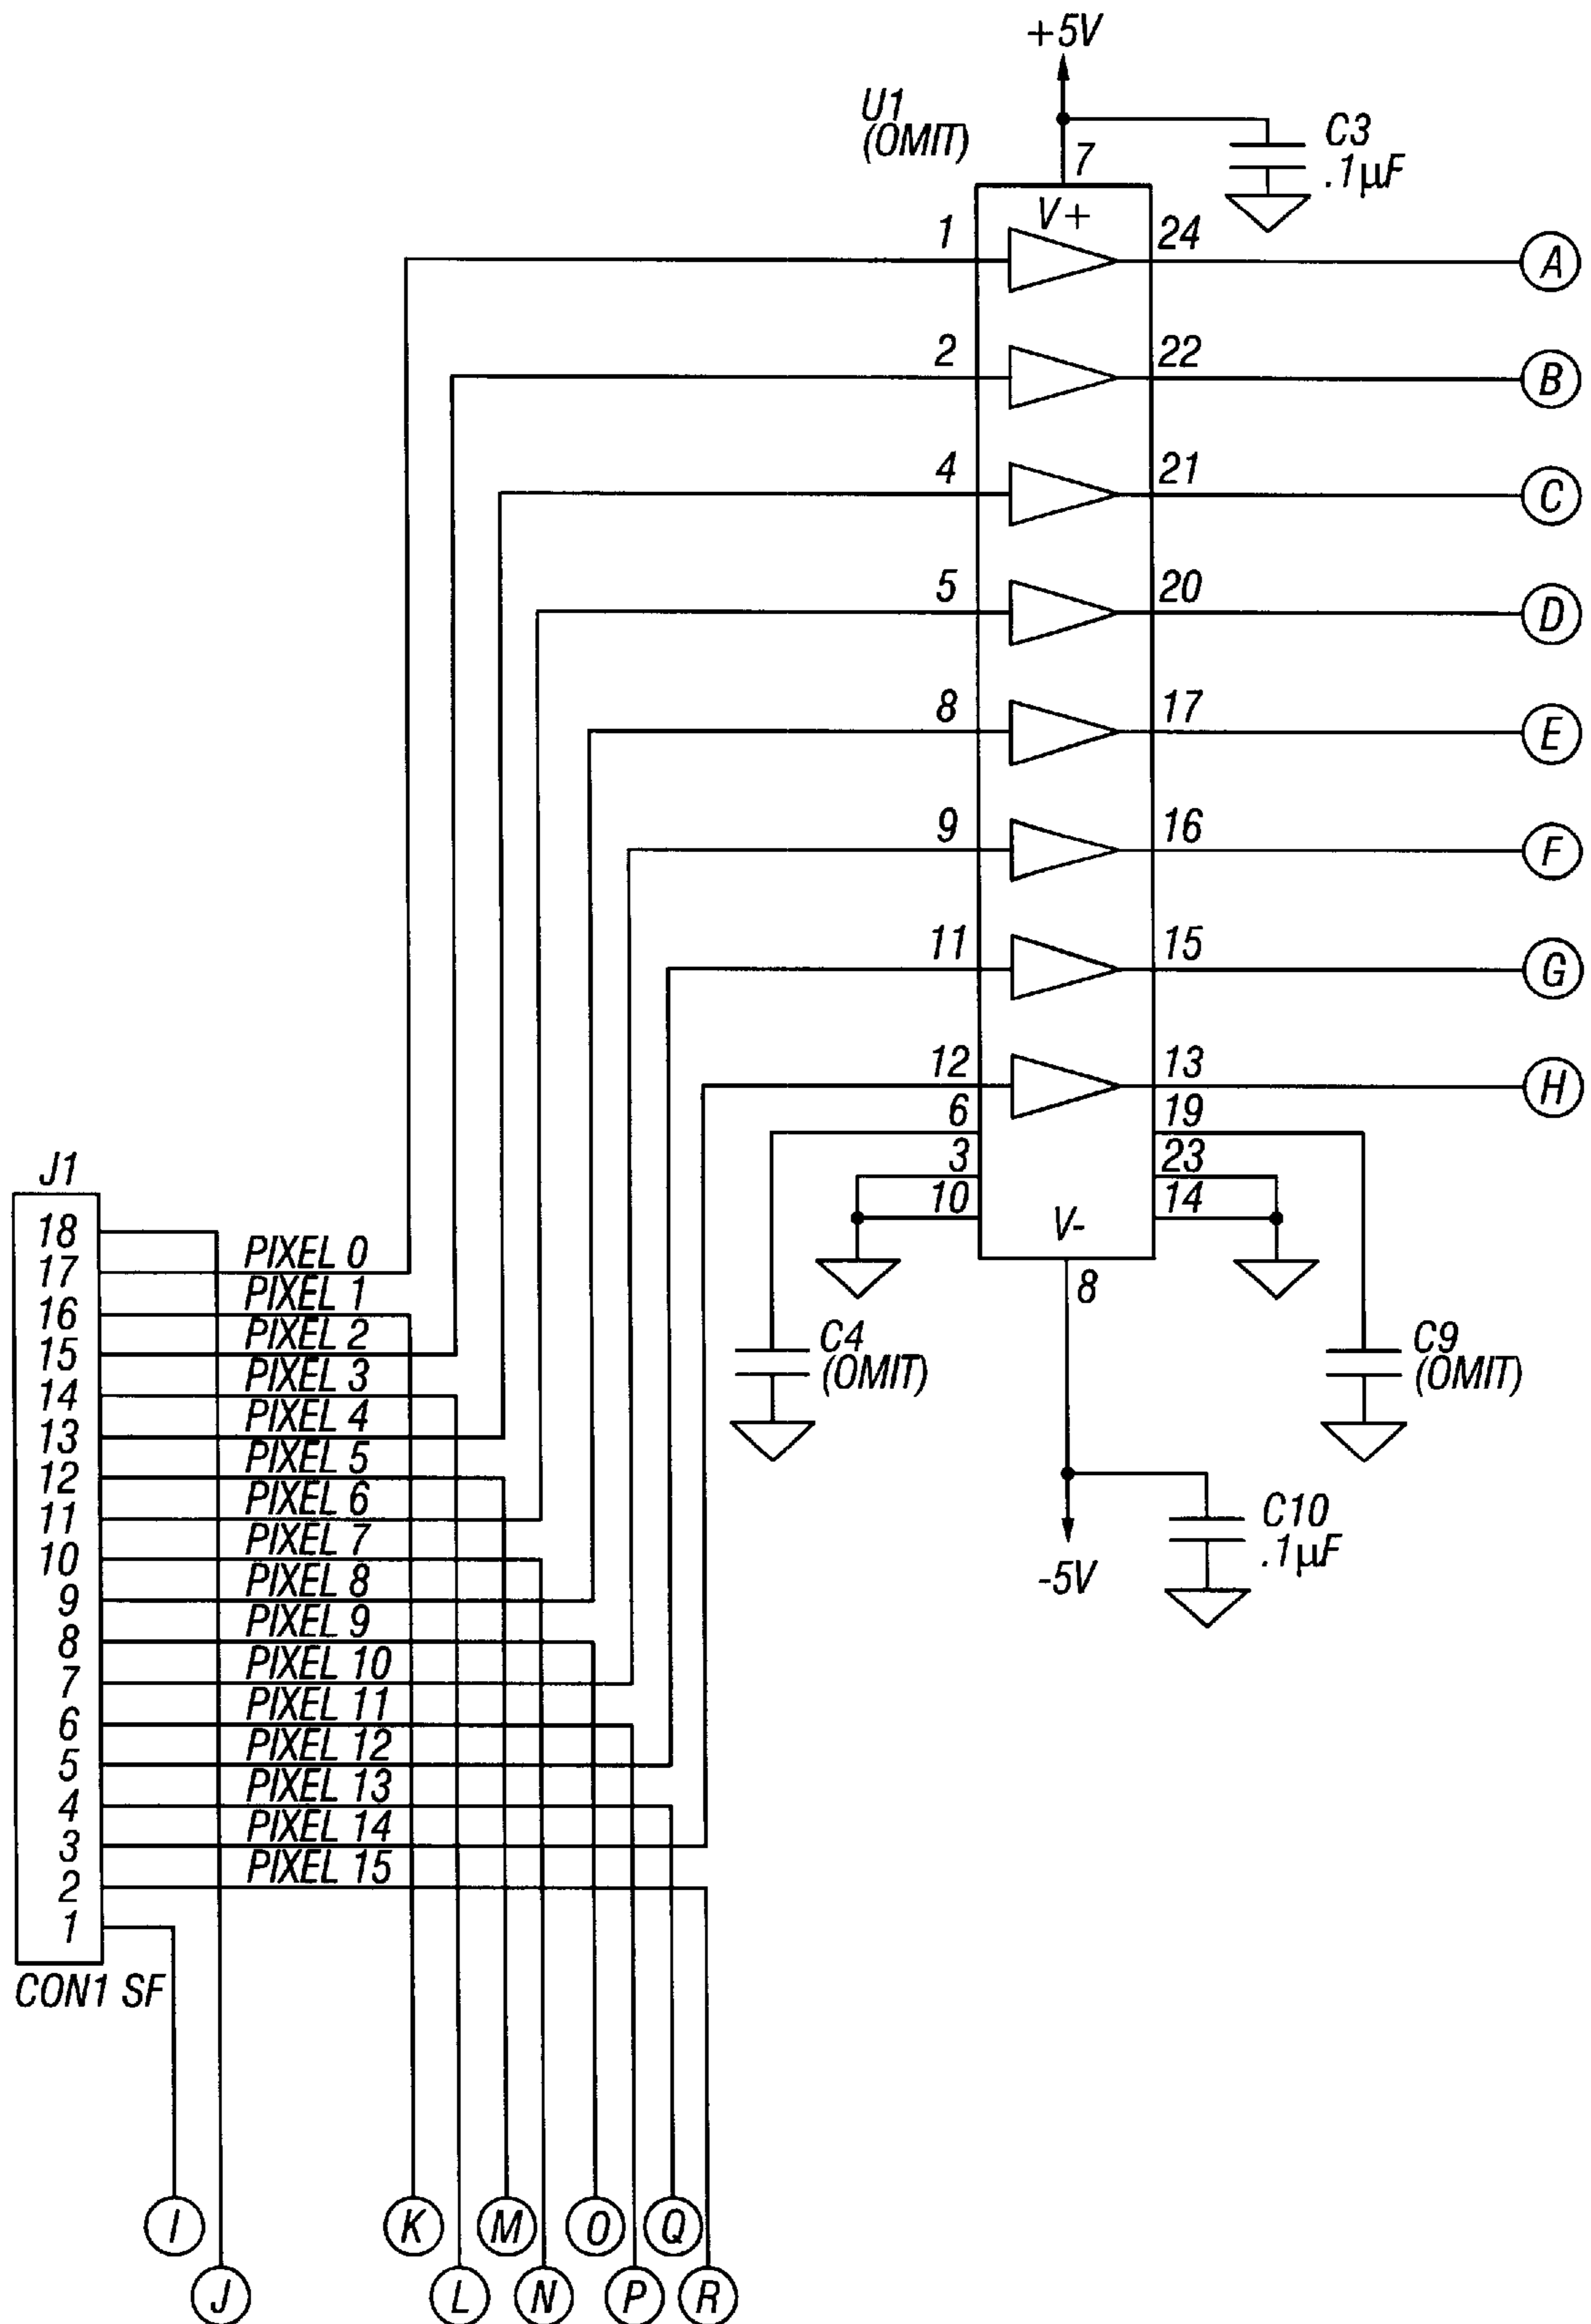 +5V
U1
(OMIT)
C3
.1µF
7
V+
1
24
A
2
22
B
4
21
C
5
20
D
8
17
E
9
16
F
11
15
G
12
13
H
6
19
3
23
10
14
V-
8
J1
18
17
PIXEL 0
16
PIXEL 1
15
PIXEL 2
14
PIXEL 3
13
PIXEL 4
12
PIXEL 5
11
PIXEL 6
10
PIXEL 7
9
PIXEL 8
8
PIXEL 9
7
PIXEL 10
6
PIXEL 11
5
PIXEL 12
4
PIXEL 13
3
PIXEL 14
2
PIXEL 15
1
CON1 SF
C4
(OMIT)
C9
(OMIT)
C10
.1µF
-5V
I
K
M
O
Q
J
L
N
P
R